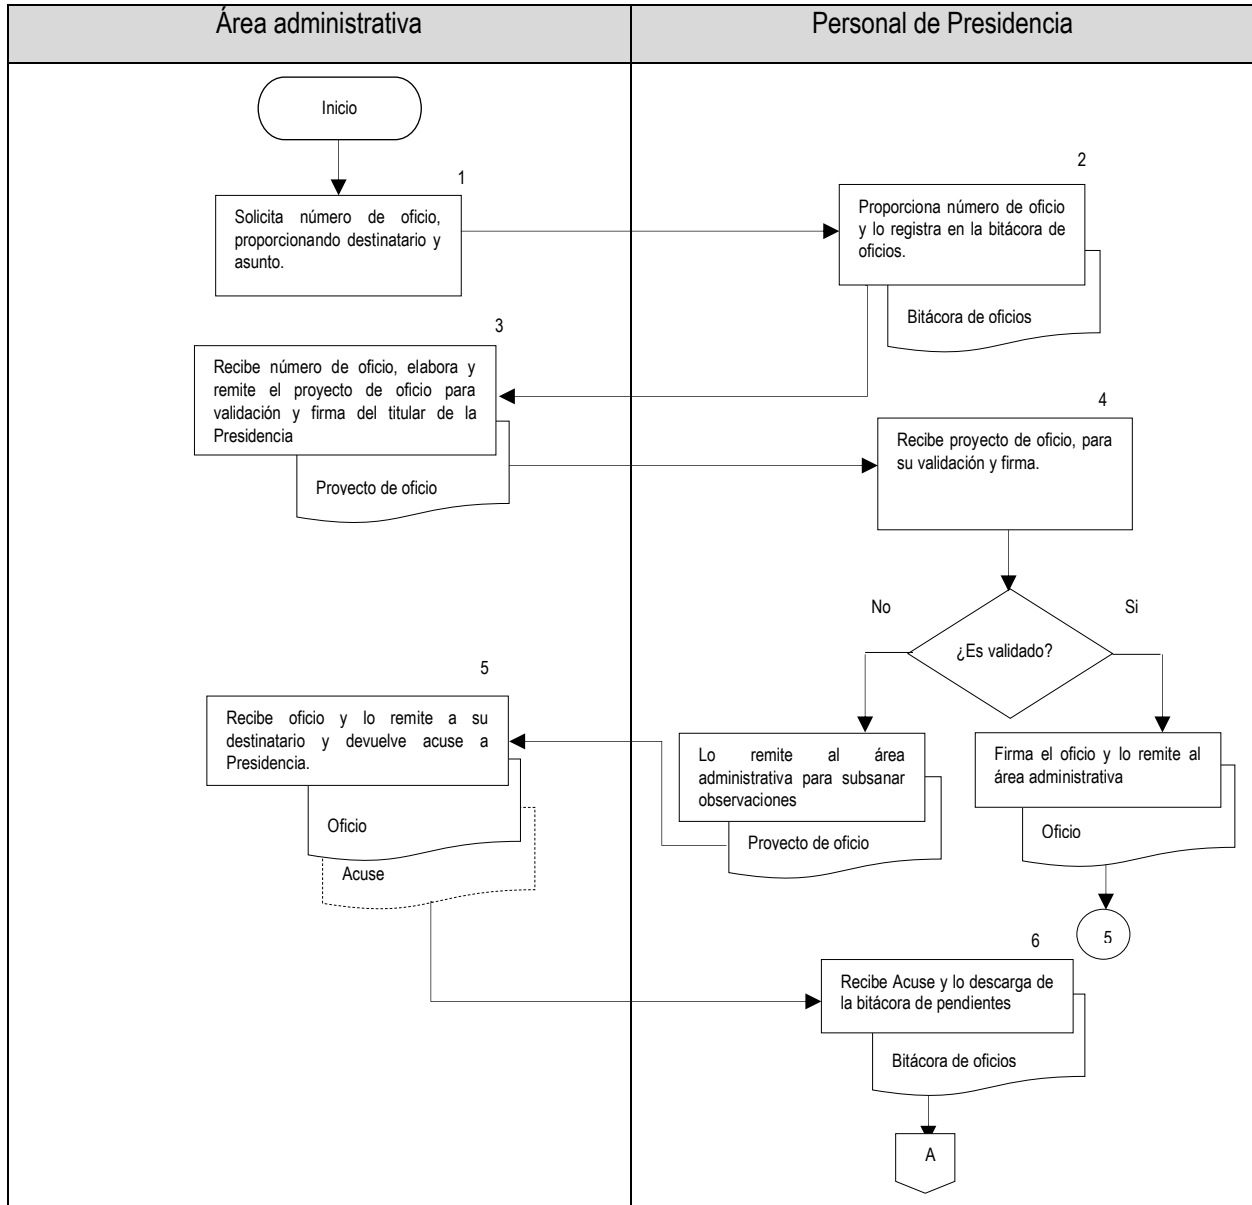 Área administrativa
Personal de Presidencia
Inicio
1
Solicita número de oficio,
proporcionando destinatario y
asunto.
2
Proporciona número de oficio
y lo registra en la bitácora de
oficios.
Bitácora de oficios
3
Recibe número de oficio, elabora y
remite el proyecto de oficio para
validación y firma del titular de la
Presidencia
Proyecto de oficio
4
Recibe proyecto de oficio, para
su validación y firma.
No
Si
¿Es validado?
5
Recibe oficio y lo remite a su
destinatario y devuelve acuse a
Presidencia.
Oficio
Acuse
Lo remite al área
administrativa para subsanar
observaciones
Proyecto de oficio
Firma el oficio y lo remite al
área administrativa
Oficio
5
6
Recibe Acuse y lo descarga de
la bitácora de pendientes
Bitácora de oficios
A